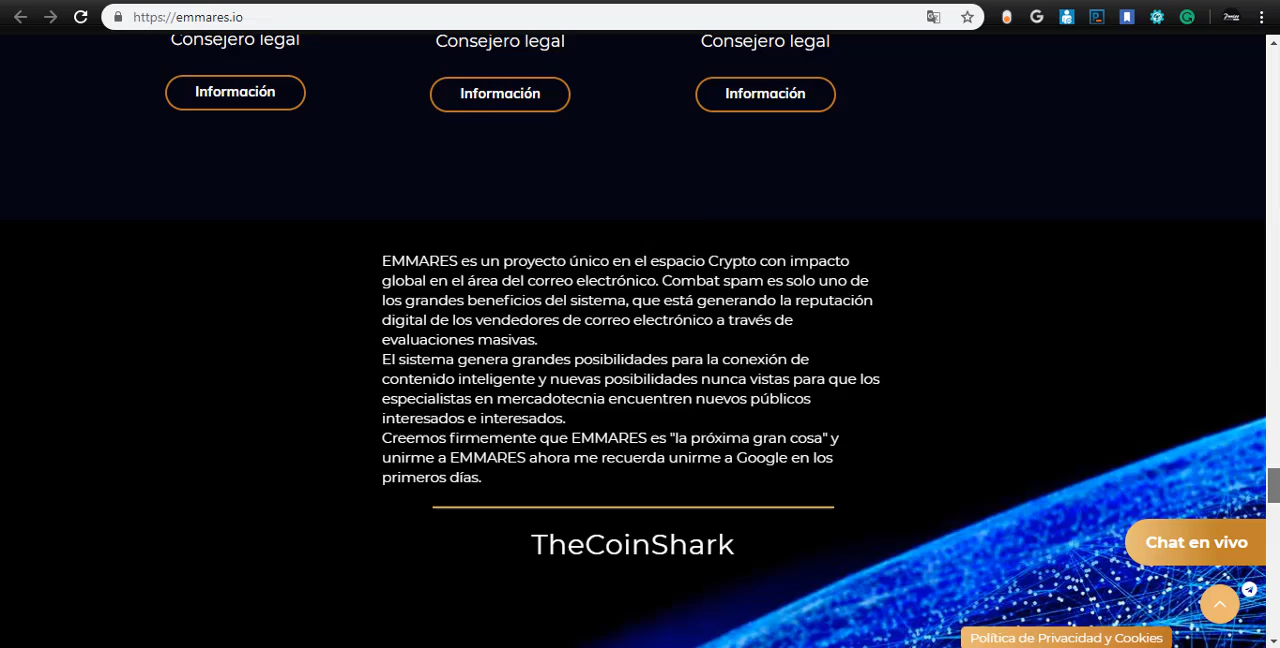 https://emmares.io
Consejero legal
Consejero legal
Consejero legal
Información
Información
Información
EMMARES es un proyecto único en el espacio Crypto con impacto
global en el área del correo electrónico. Combat spam es solo uno de
los grandes beneficios del sistema, que está generando la reputación
digital de los vendedores de correo electrónico a través de
evaluaciones masivas.
El sistema genera grandes posibilidades para la conexión de
contenido inteligente y nuevas posibilidades nunca vistas para que los
especialistas en mercadotecnia encuentren nuevos públicos
interesados e interesados.
Creemos firmemente que EMMARES es "la próxima gran cosa" y
unirme a EMMARES ahora me recuerda unirme a Google en los
primeros días.
TheCoinShark
Chat en vivo
Política de Privacidad y Cookies